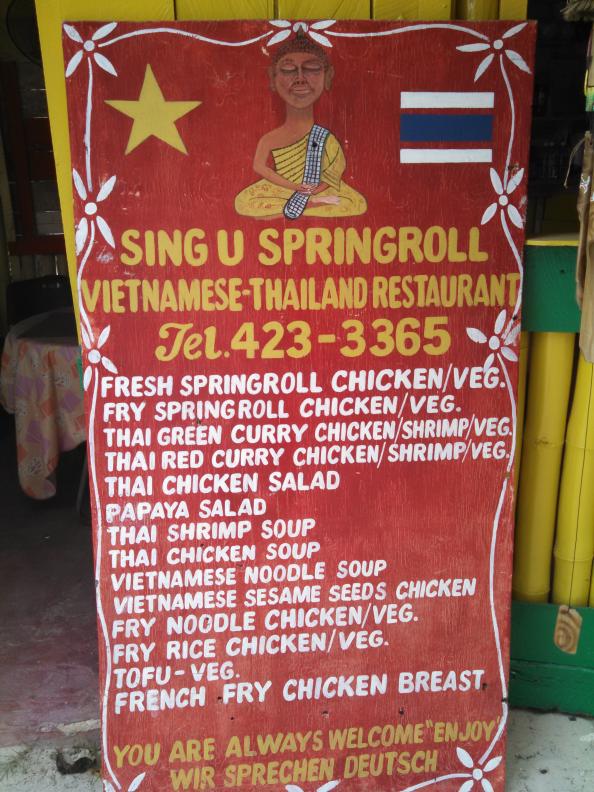 SING U SPRINGROLL
VIETNAMESE-THAILAND RESTAURANT
Tel. 423-3365
FRESH SPRINGROLL CHICKEN/VEG.
FRY SPRINGROLL CHICKEN/VEG.
THAI GREEN CURRY CHICKEN/SHRIMP/VEG.
THAI RED CURRY CHICKEN/SHRIMP/VEG.
THAI CHICKEN SALAD
PAPAYA SALAD
THAI SHRIMP SOUP
THAI CHICKEN SOUP
VIETNAMESE NOODLE SOUP
VIETNAMESE SESAME SEEDS CHICKEN
FRY NOODLE CHICKEN/VEG.
FRY RICE CHICKEN/VEG.
TOFU-VEG.
FRENCH FRY CHICKEN BREAST
YOU ARE ALWAYS WELCOME "ENJOY"
WIR SPRECHEN DEUTSCH